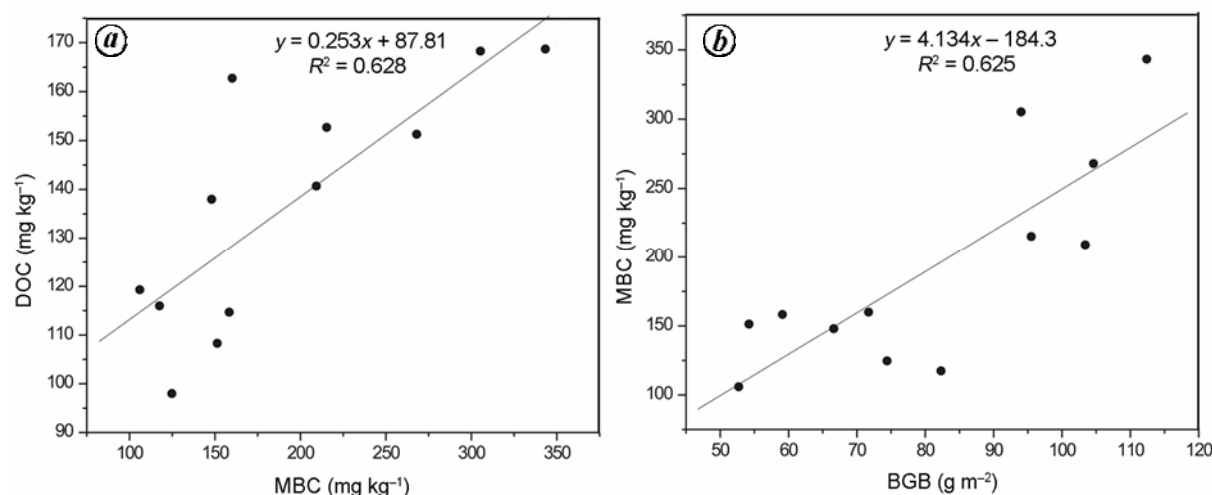 a
y = 0.253x + 87.81
R² = 0.628
170
160
150
140
130
120
110
100
90
DOC (mg kg⁻¹)
100 150 200 250 300 350
MBC (mg kg⁻¹)
b
y = 4.134x – 184.3
R² = 0.625
350
300
250
200
150
100
MBC (mg kg⁻¹)
50 60 70 80 90 100 110 120
BGB (g m⁻²)